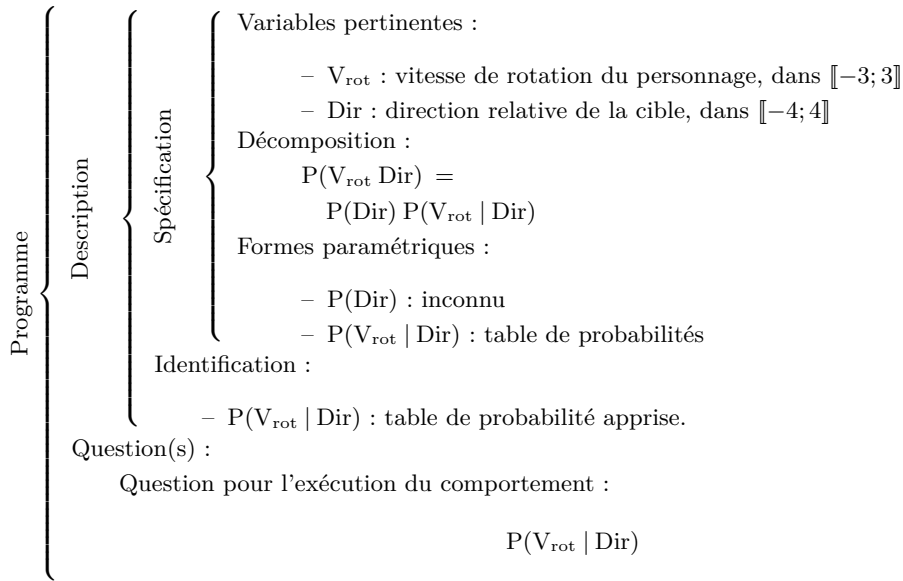 Programme
Description
Spécification
Variables pertinentes :
– V_rot : vitesse de rotation du personnage, dans ⟦−3; 3⟧
– Dir : direction relative de la cible, dans ⟦−4; 4⟧
Décomposition :
P(V_rot Dir) =
P(Dir) P(V_rot | Dir)
Formes paramétriques :
– P(Dir) : inconnu
– P(V_rot | Dir) : table de probabilités
Identification :
– P(V_rot | Dir) : table de probabilité apprise.
Question(s) :
Question pour l'exécution du comportement :
P(V_rot | Dir)